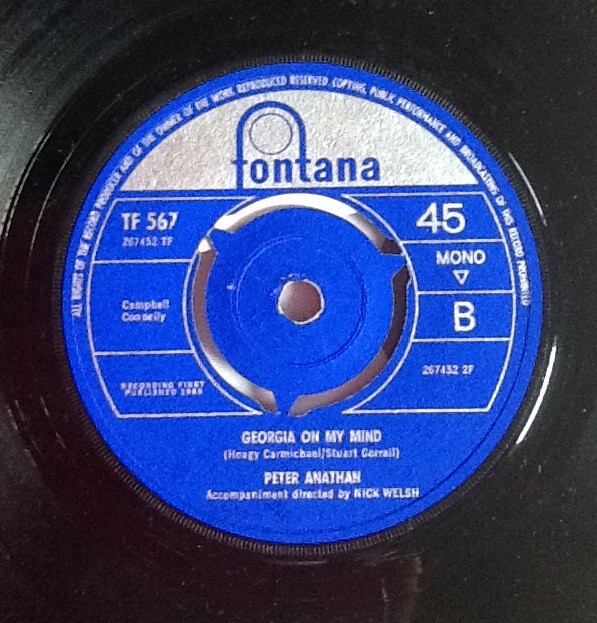 ALL RIGHTS OF THE RECORD PRODUCER AND OF THE OWNER OF THE WORK REPRODUCED RESERVED. COPYING, PUBLIC PERFORMANCE AND BROADCASTING OF THIS RECORD PROHIBITED
fontana
TF 567
267452 TF
45
MONO
B
Campbell
Connelly
267452 2F
RECORDING FIRST
PUBLISHED
GEORGIA ON MY MIND
(Hoagy Carmichael/Stuart Gorrell)
PETER ANATHAN
Accompaniment directed by NICK WELSH